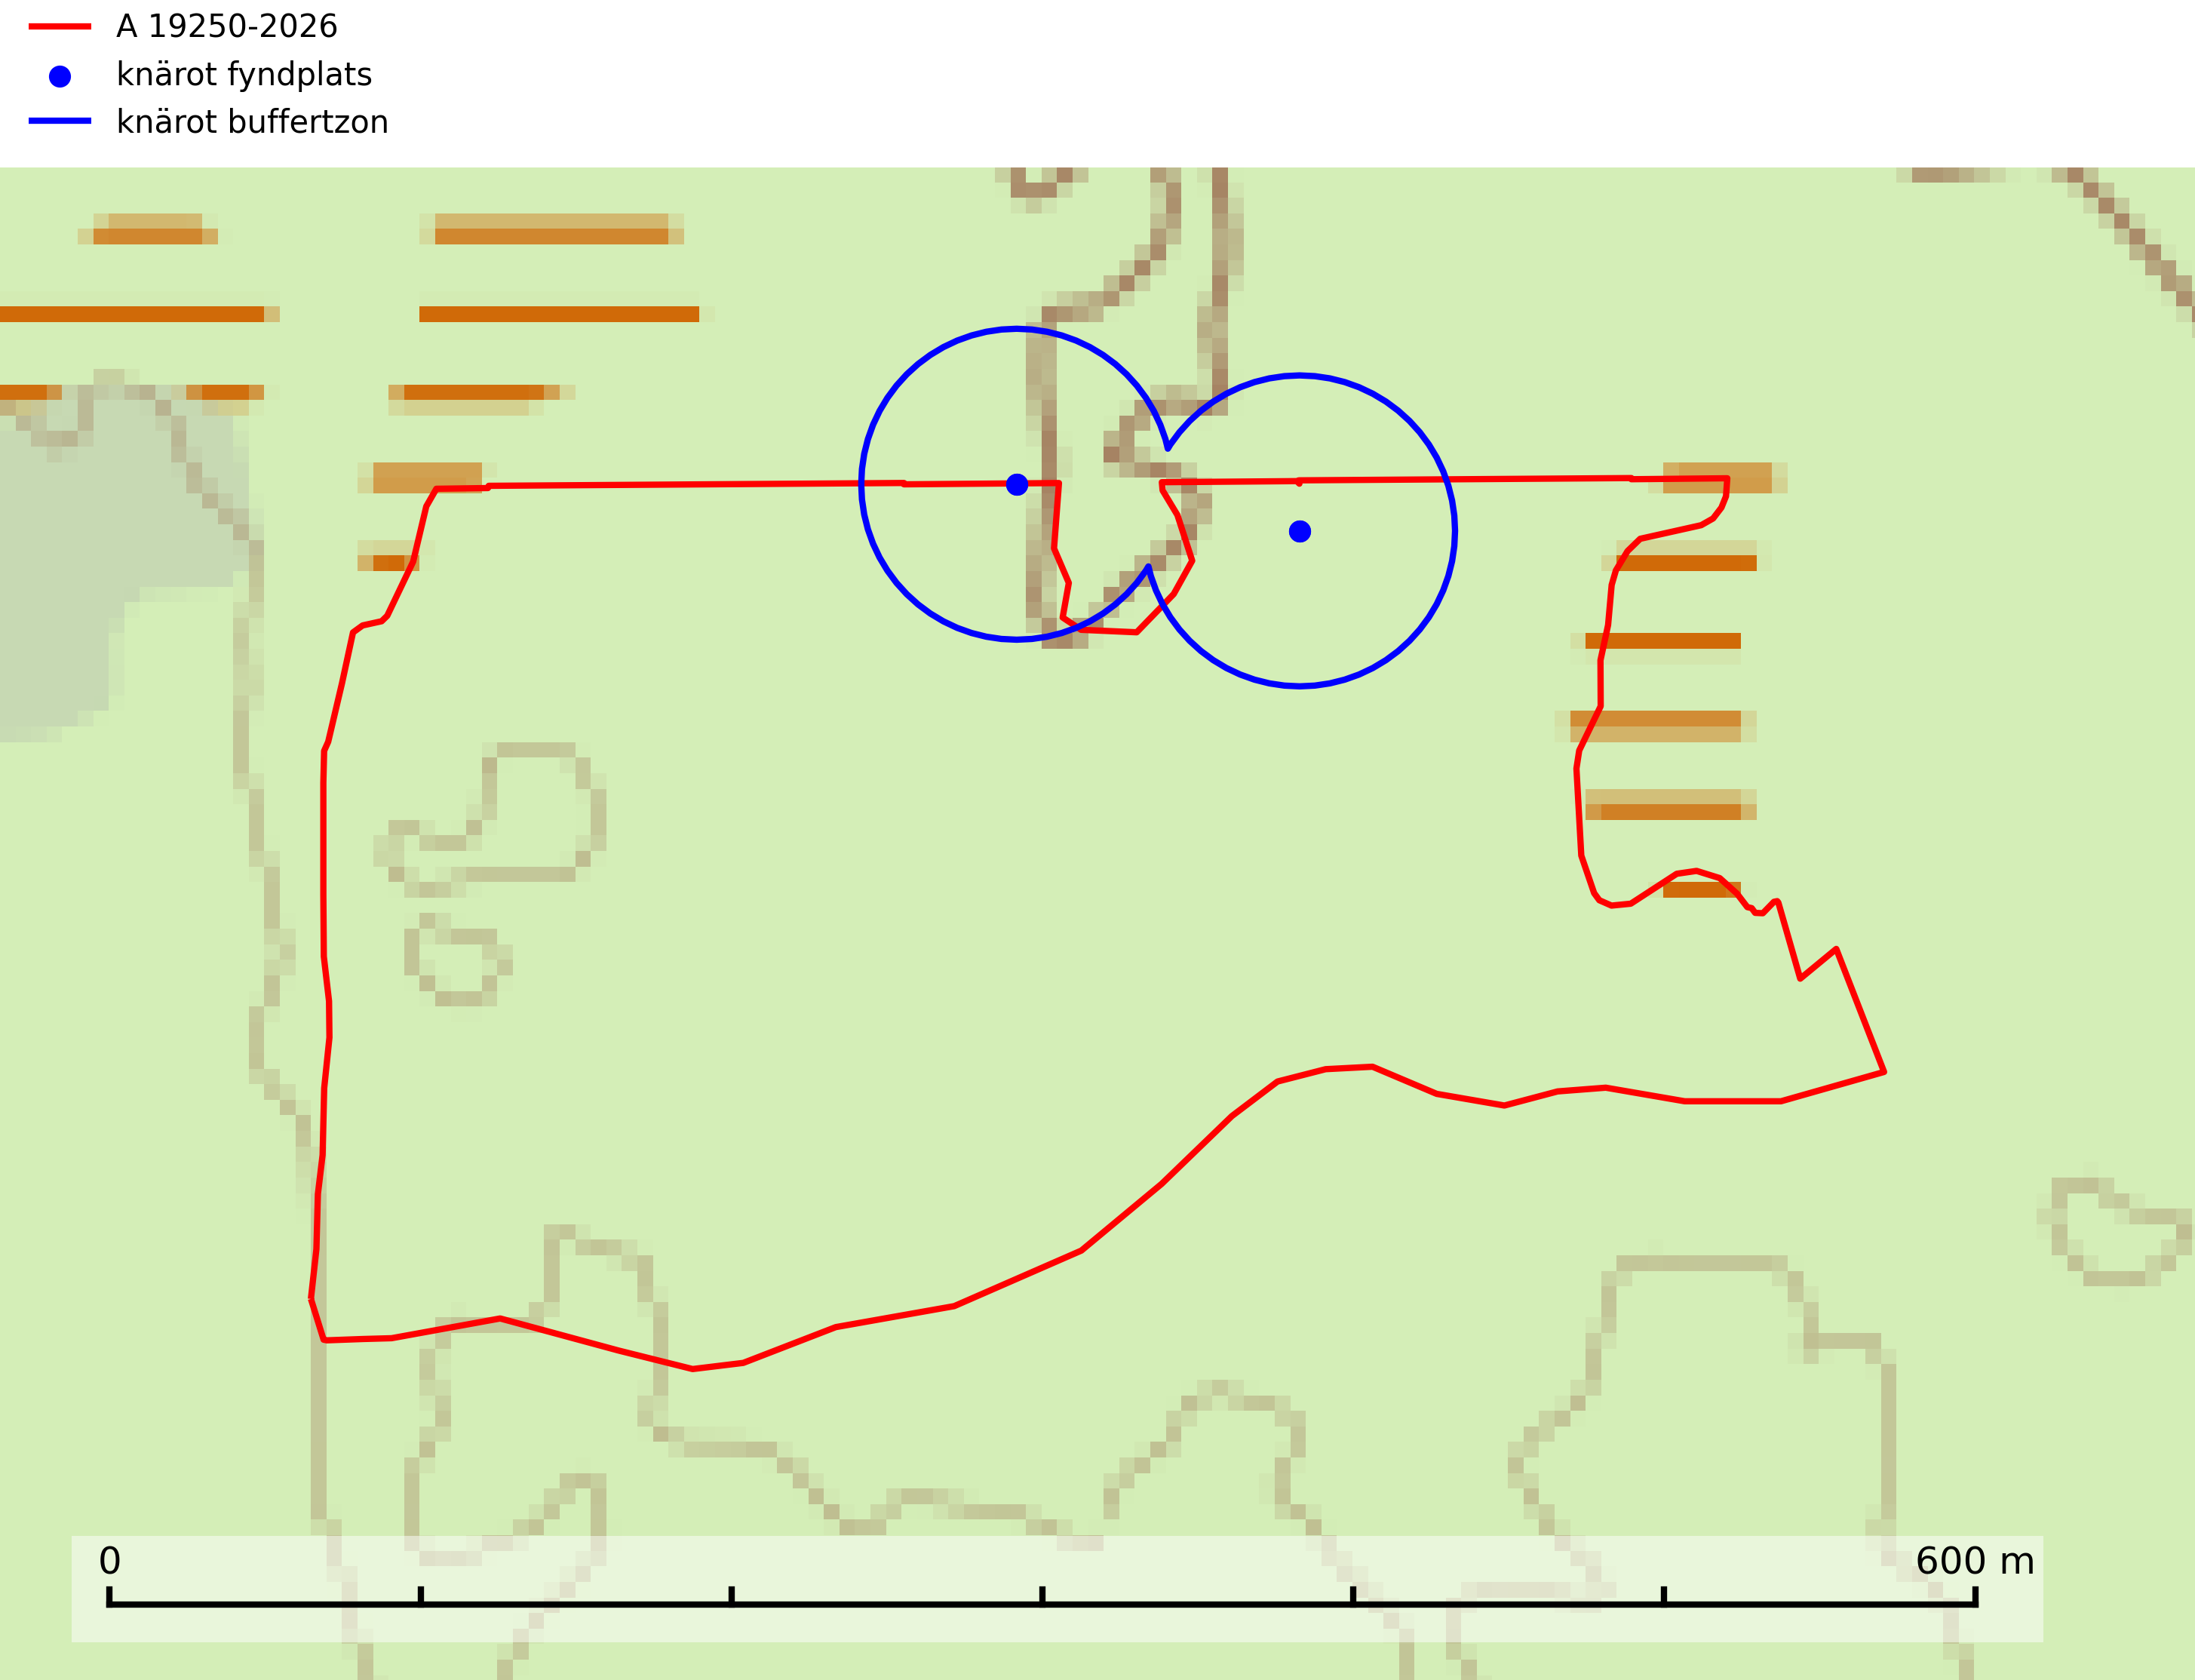 A 19250-2026
knärot fyndplats
knärot buffertzon
0
600 m